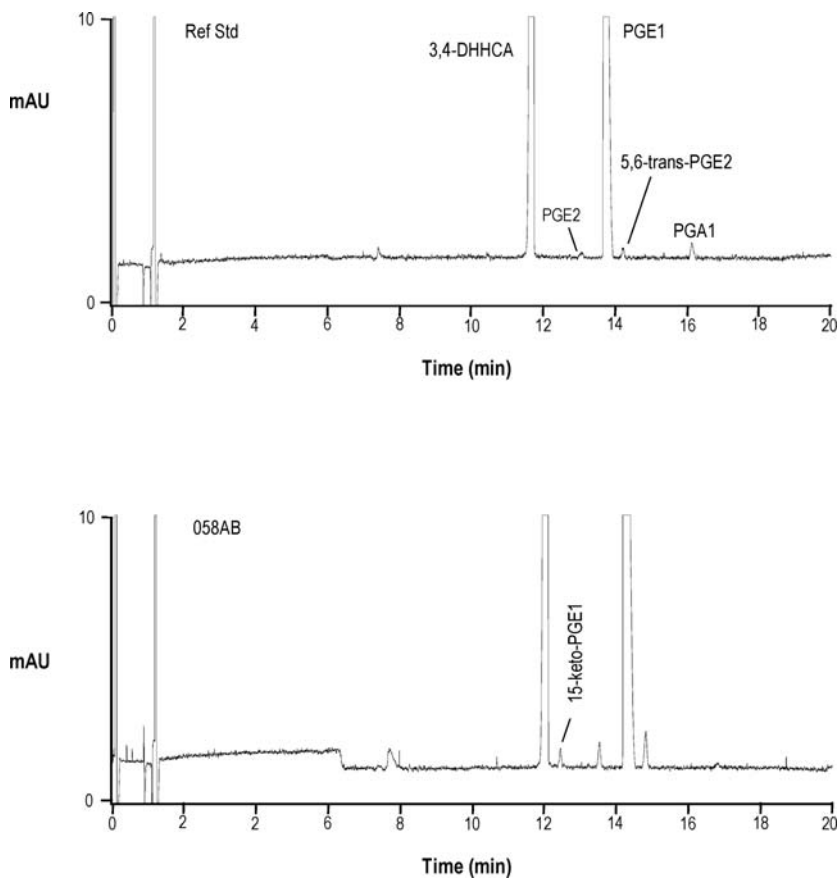 10
Ref Std
3,4-DHHCA
PGE1
mAU
5,6-trans-PGE2
PGE2
PGA1
0
0 2 4 6 8 10 12 14 16 18 20
Time (min)
10
058AB
15-keto-PGE1
mAU
0
0 2 2 6 8 10 12 14 16 18 20
Time (min)